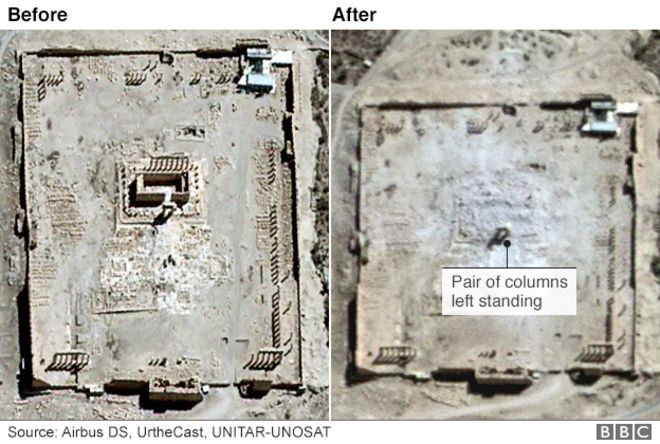 Before
After
Pair of columns
left standing
Source: Airbus DS, UrtheCast, UNITAR-UNOSAT
BBC